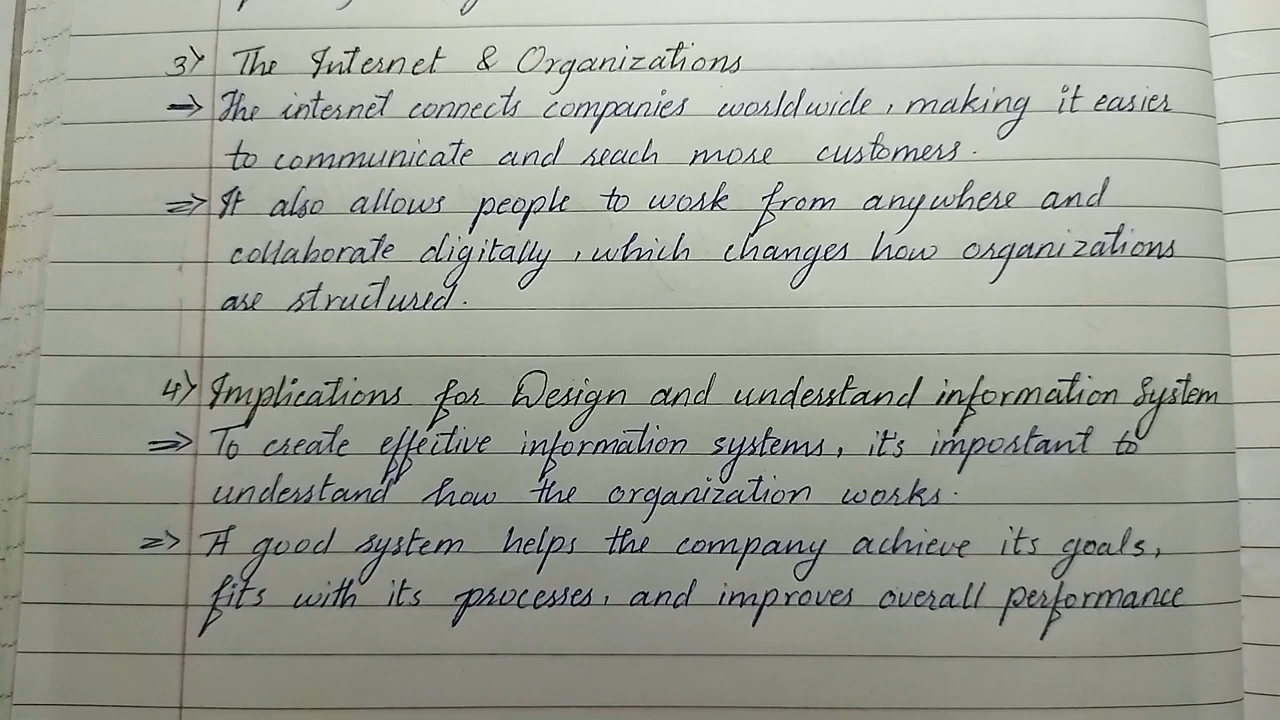 3) The Internet & Organizations
⇒ The internet connects companies worldwide, making it easier
to communicate and reach more customers.
⇒ It also allows people to work from anywhere and
collaborate digitally, which changes how organizations
are structured.
4) Implications for Design and understand information System
⇒ To create effective information systems, it's important to
understand how the organization works.
⇒ A good system helps the company achieve its goals,
fits with its processes, and improves overall performance